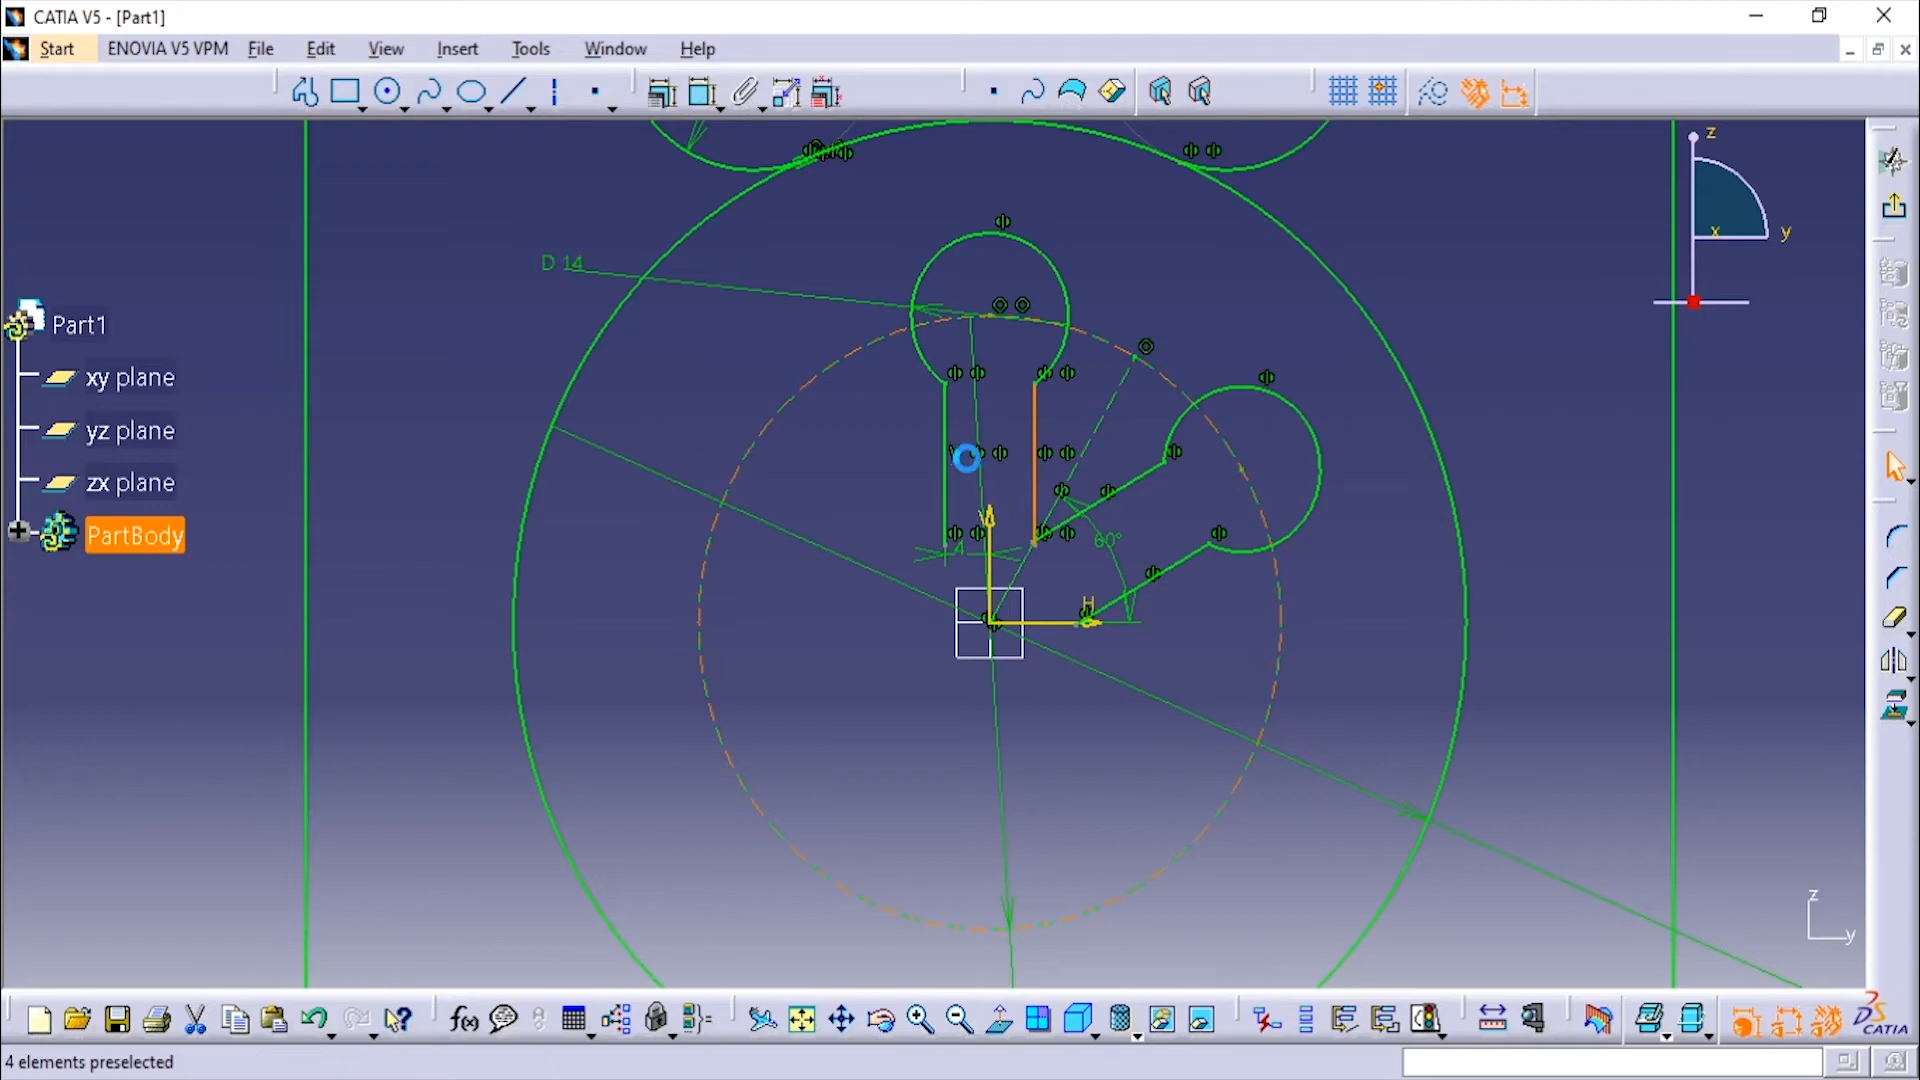 CATIA V5 - [Part1]
Start ENOVIA V5 VPM File Edit View Insert Tools Window Help
z
x y
D 14
Part1
xy plane
yz plane
zx plane
PartBody
V
4
60°
H
z
y
f(x)
CATIA
4 elements preselected